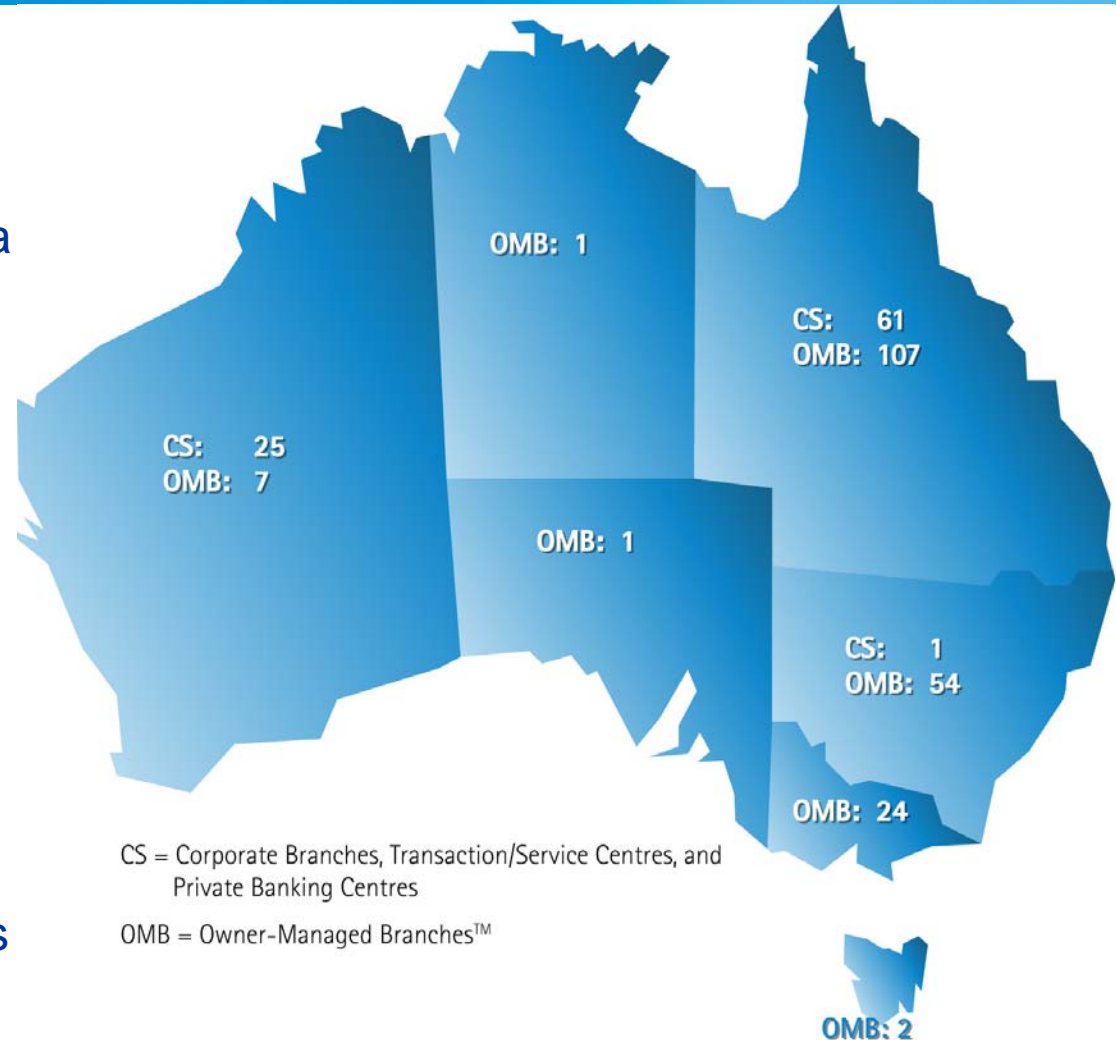 a
OMB: 1
CS: 61
OMB: 107
CS: 25
OMB: 7
OMB: 1
CS: 1
OMB: 54
OMB: 24
CS = Corporate Branches, Transaction/Service Centres, and
Private Banking Centres
OMB = Owner-Managed Branches™
s
OMB: 2